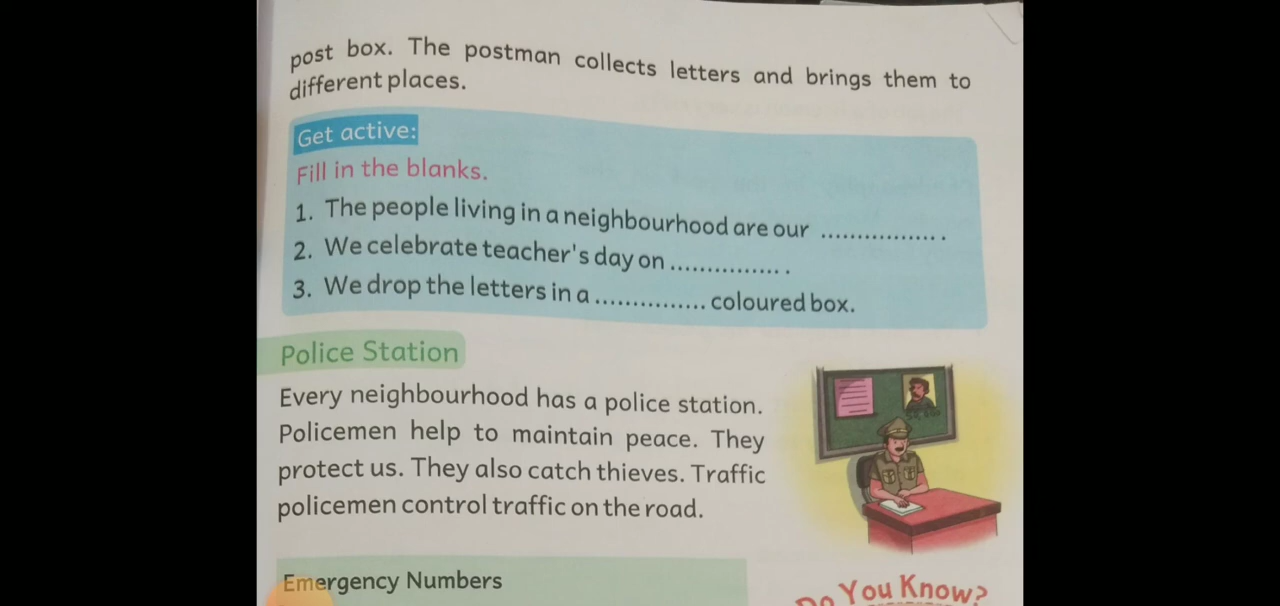 post box. The postman collects letters and brings them to
different places.
Get active:
Fill in the blanks.
1. The people living in a neighbourhood are our ................ .
2. We celebrate teacher's day on ............... .
3. We drop the letters in a ............... coloured box.
Police Station
Every neighbourhood has a police station.
Policemen help to maintain peace. They
protect us. They also catch thieves. Traffic
policemen control traffic on the road.
Emergency Numbers
Do You Know?